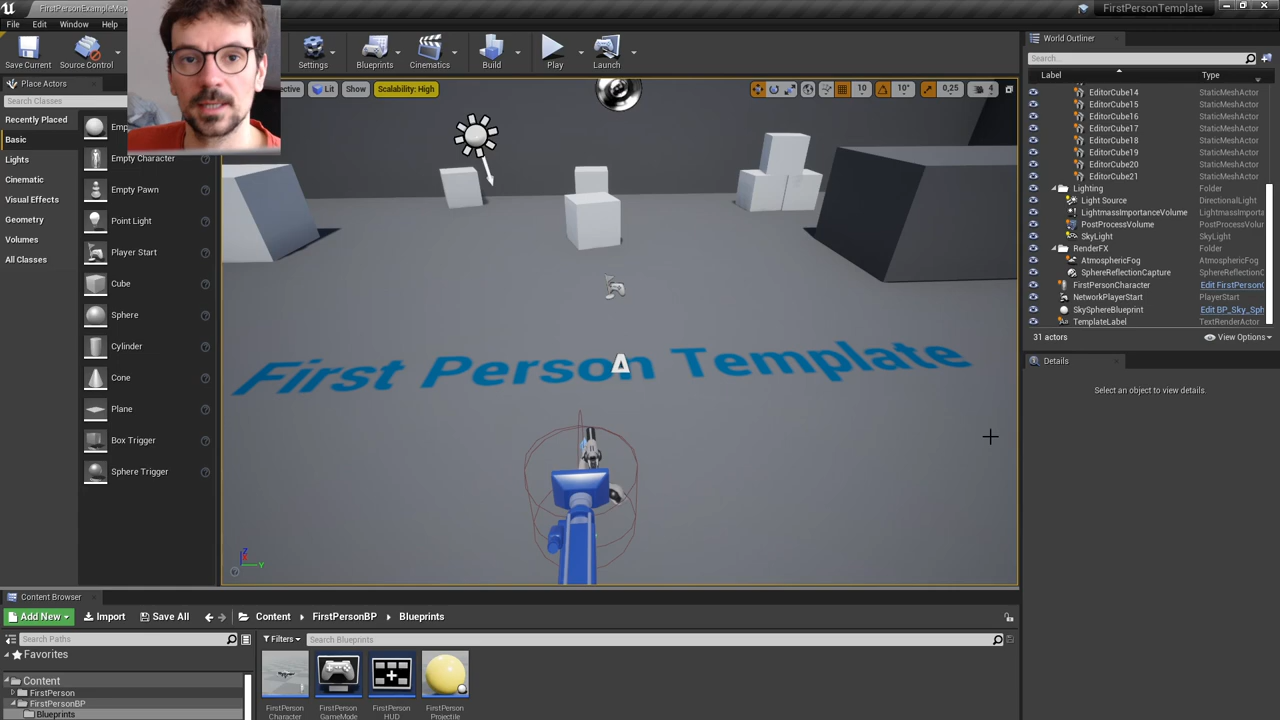 FirstPersonExampleMap
FirstPersonTemplate
File
Edit
Window
Help
Save Current
Source Control
Settings
Blueprints
Cinematics
Build
Play
Launch
Place Actors
Search Classes
Recently Placed
Basic
Lights
Cinematic
Visual Effects
Geometry
Volumes
All Classes
Empty Character
Empty Pawn
Point Light
Player Start
Cube
Sphere
Cylinder
Cone
Plane
Box Trigger
Sphere Trigger
Lit
Show
Scalability: High
10
10°
0,25
4
First Person Template
Z
Y
World Outliner
Search...
Label
Type
EditorCube14
StaticMeshActor
EditorCube15
StaticMeshActor
EditorCube16
StaticMeshActor
EditorCube17
StaticMeshActor
EditorCube18
StaticMeshActor
EditorCube19
StaticMeshActor
EditorCube20
StaticMeshActor
EditorCube21
StaticMeshActor
Lighting
Folder
Light Source
DirectionalLight
LightmassImportanceVolume
LightmassImporta
PostProcessVolume
PostProcessVolu
SkyLight
SkyLight
RenderFX
Folder
AtmosphericFog
AtmosphericFog
SphereReflectionCapture
SphereReflectionC
FirstPersonCharacter
Edit FirstPersonC
NetworkPlayerStart
PlayerStart
SkySphereBlueprint
Edit BP_Sky_Sph
TemplateLabel
TextRenderActor
31 actors
View Options
Details
Select an object to view details.
Content Browser
Add New
Import
Save All
Content
FirstPersonBP
Blueprints
Search Paths
Filters
Search Blueprints
Favorites
Content
FirstPerson
FirstPersonBP
Blueprints
FirstPerson
Character
FirstPerson
GameMode
FirstPerson
HUD
FirstPerson
Projectile